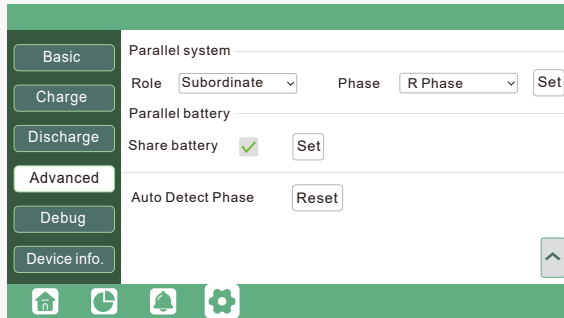 Basic
Charge
Discharge
Advanced
Debug
Device info.
Parallel system
Role Subordinate Phase R Phase Set
Parallel battery
Share battery Set
Auto Detect Phase Reset